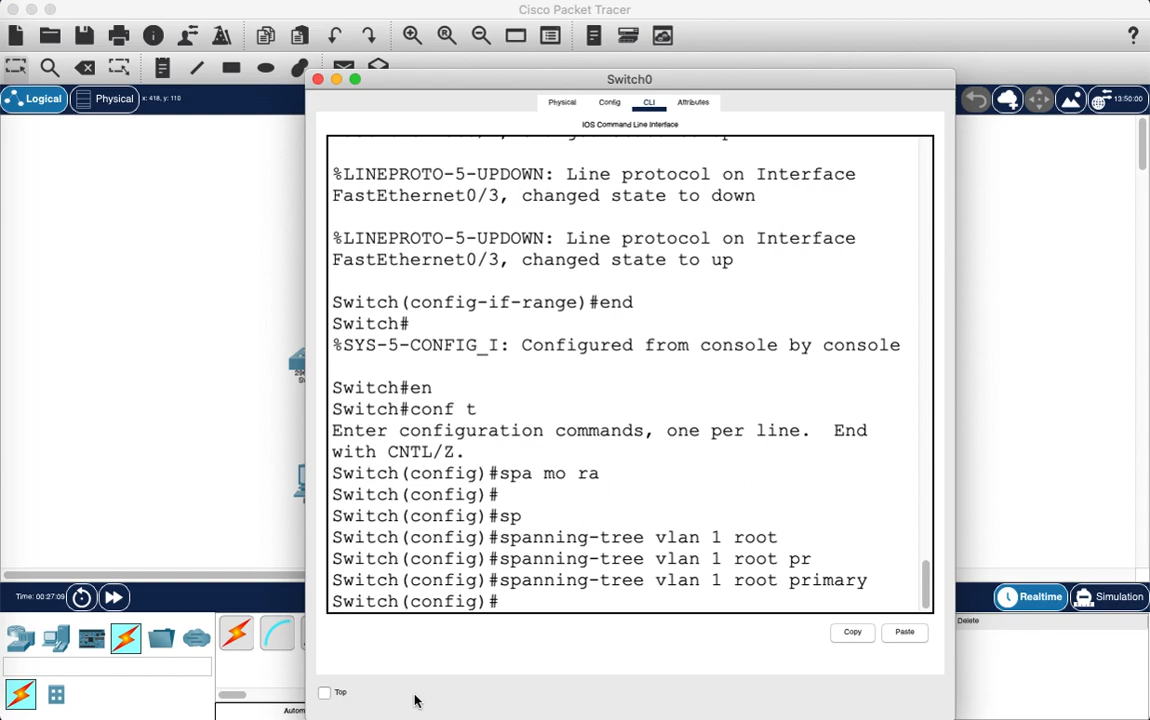 Cisco Packet Tracer
Logical
Physical
x: 418, y: 110
13:50:00
Switch0
Physical
Config
CLI
Attributes
IOS Command Line Interface
%LINEPROTO-5-UPDOWN: Line protocol on Interface
FastEthernet0/3, changed state to down
%LINEPROTO-5-UPDOWN: Line protocol on Interface
FastEthernet0/3, changed state to up
Switch(config-if-range)#end
Switch#
%SYS-5-CONFIG_I: Configured from console by console
Switch#en
Switch#conf t
Enter configuration commands, one per line.  End
with CNTL/Z.
Switch(config)#spa mo ra
Switch(config)#
Switch(config)#sp
Switch(config)#spanning-tree vlan 1 root
Switch(config)#spanning-tree vlan 1 root pr
Switch(config)#spanning-tree vlan 1 root primary
Switch(config)#
Copy
Paste
Top
Time: 00:27:09
Realtime
Simulation
Delete
Autom